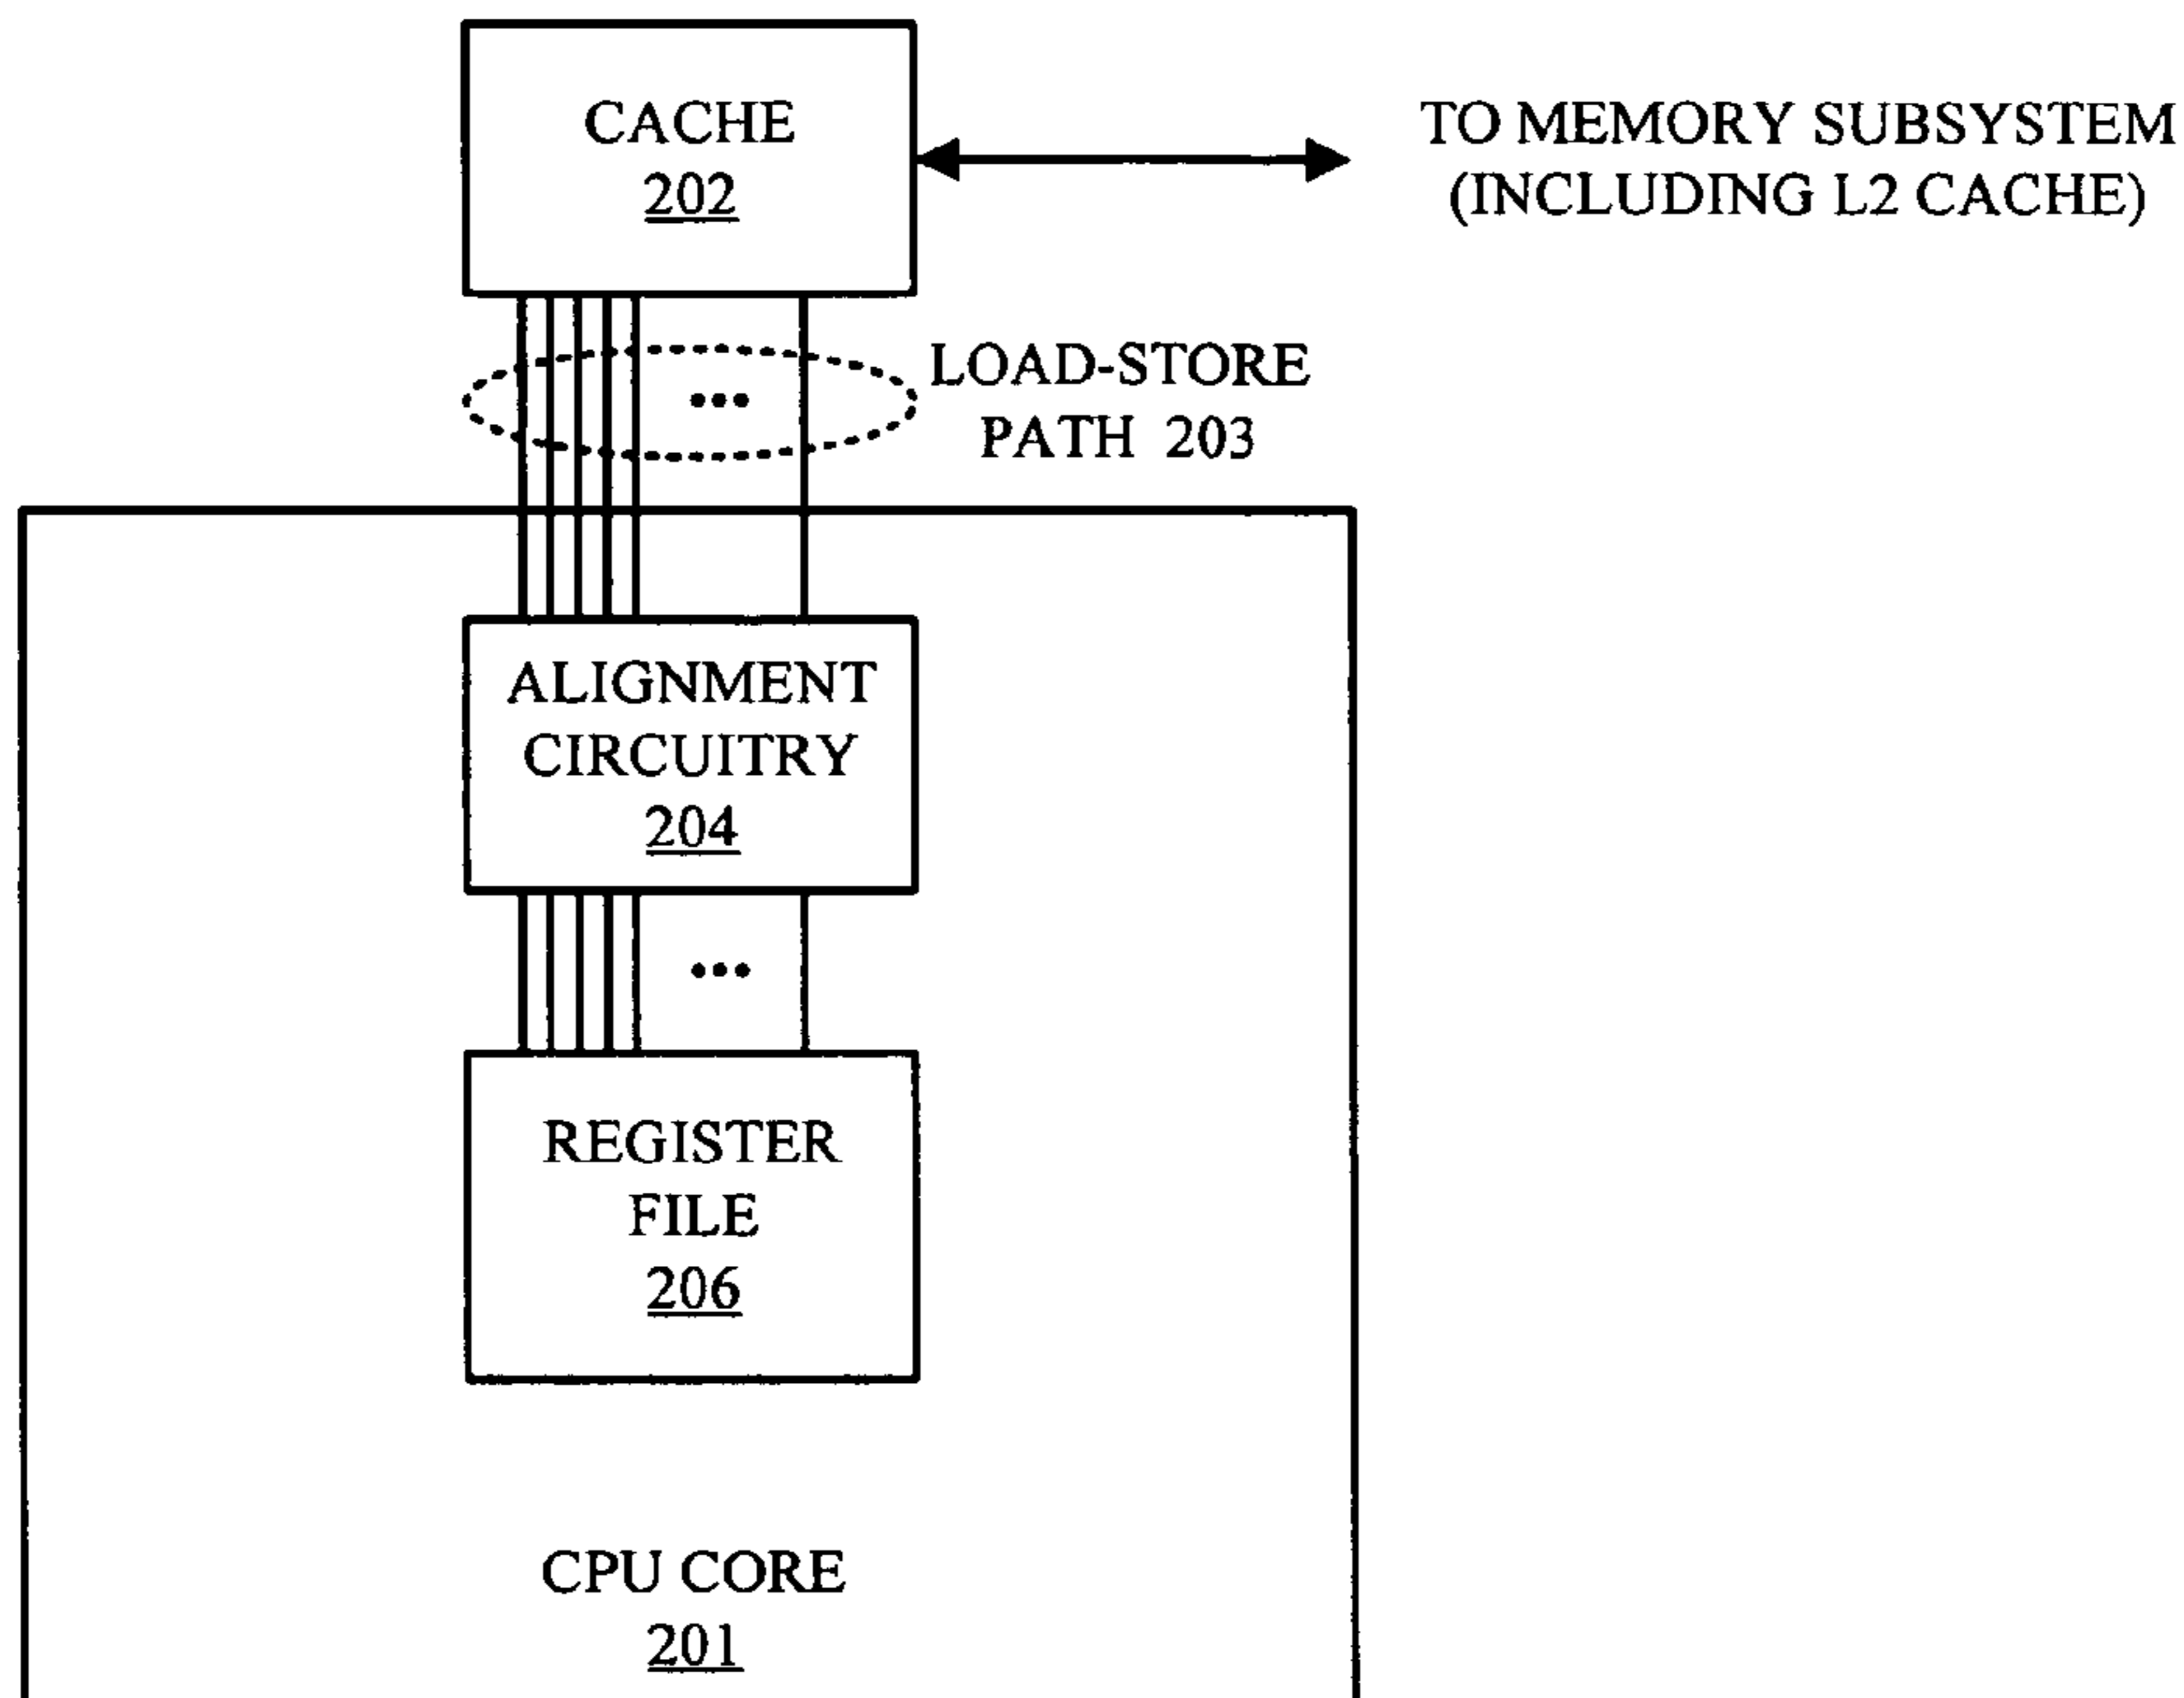 CACHE
202
TO MEMORY SUBSYSTEM
(INCLUDING L2 CACHE)
LOAD-STORE
PATH 203
ALIGNMENT
CIRCUITRY
204
REGISTER
FILE
206
CPU CORE
201